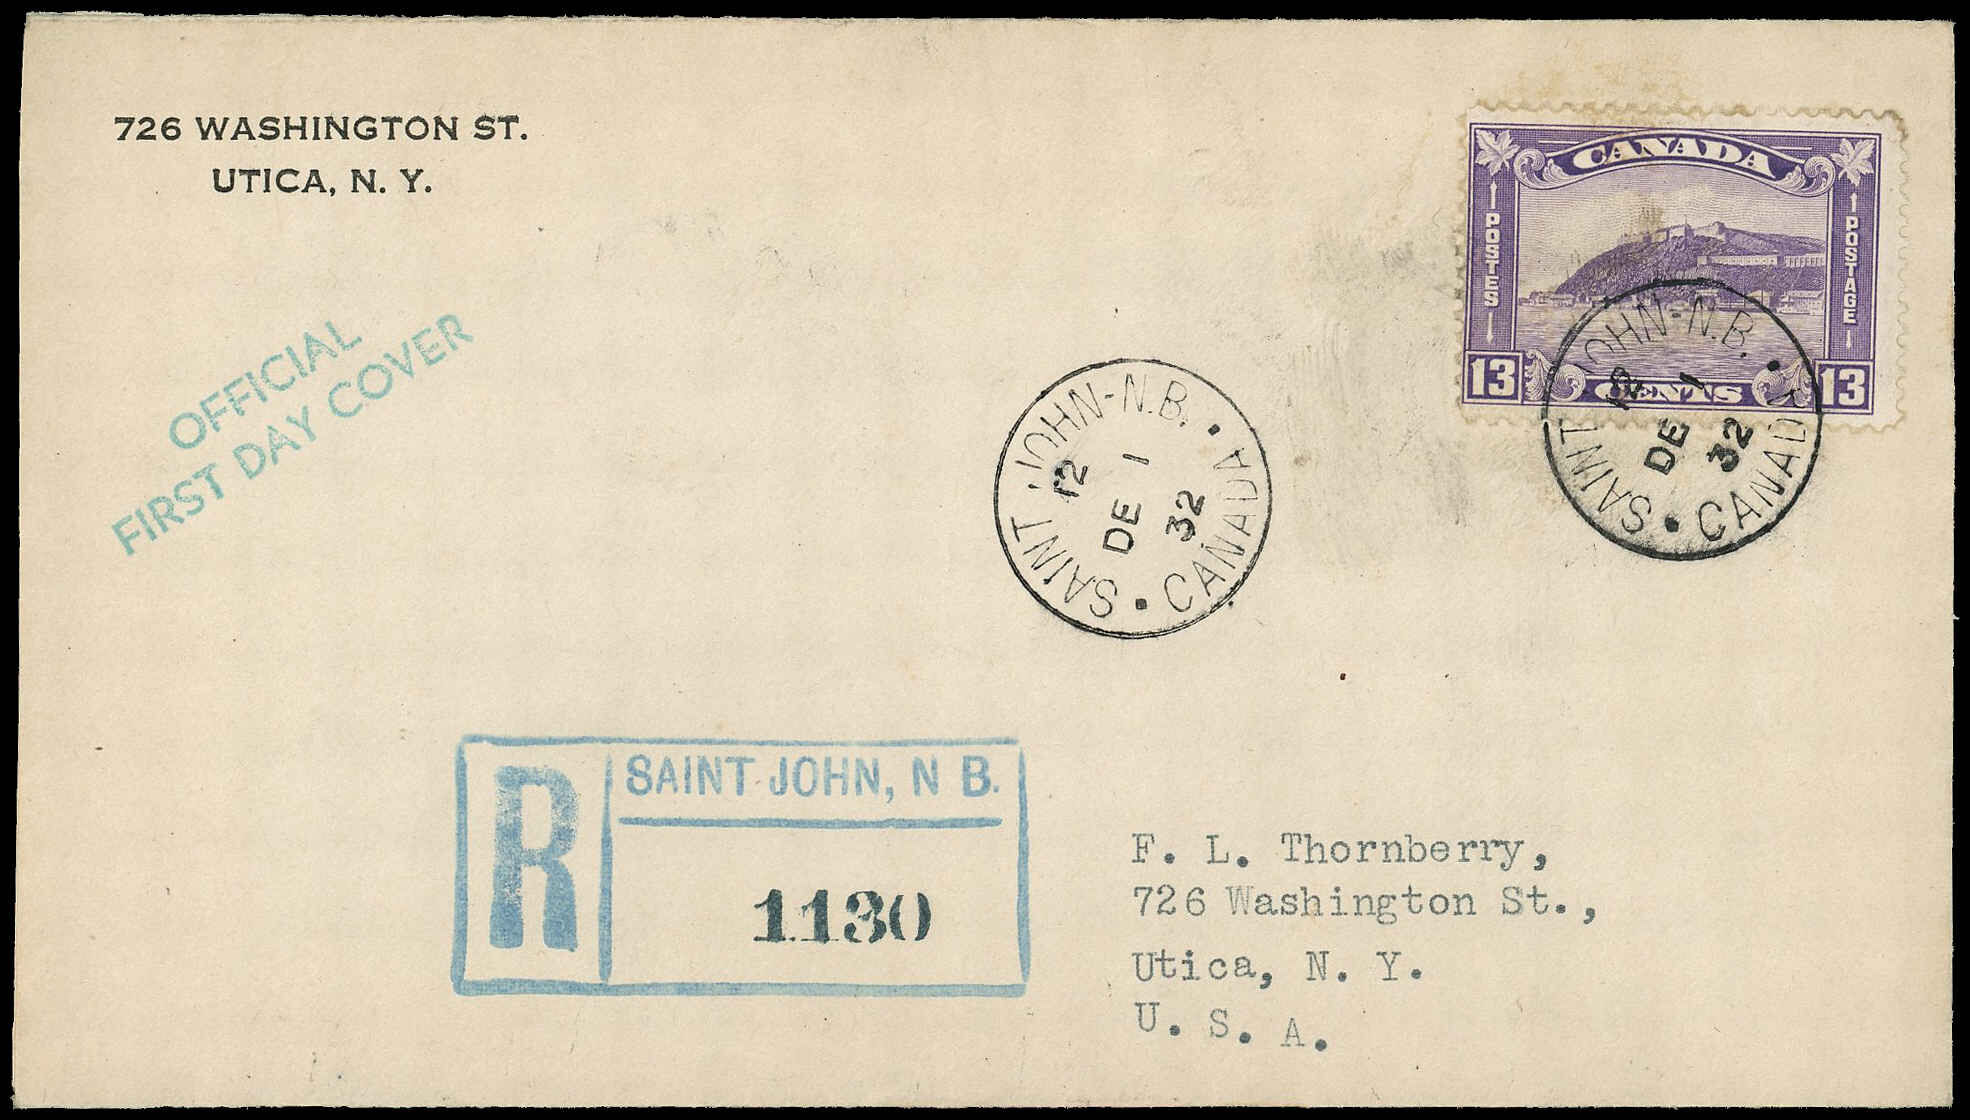 726 WASHINGTON ST.
UTICA, N. Y.
OFFICIAL
FIRST DAY COVER
CANADA
POSTES
POSTAGE
13 CENTS 13
SAINT JOHN-N.B. • CANADA •
12
DE 1
32
SAINT JOHN-N.B. • CANADA •
12
DE 1
32
R
SAINT JOHN, N B.
1130
F. L. Thornberry,
726 Washington St.,
Utica, N. Y.
U. S. A.